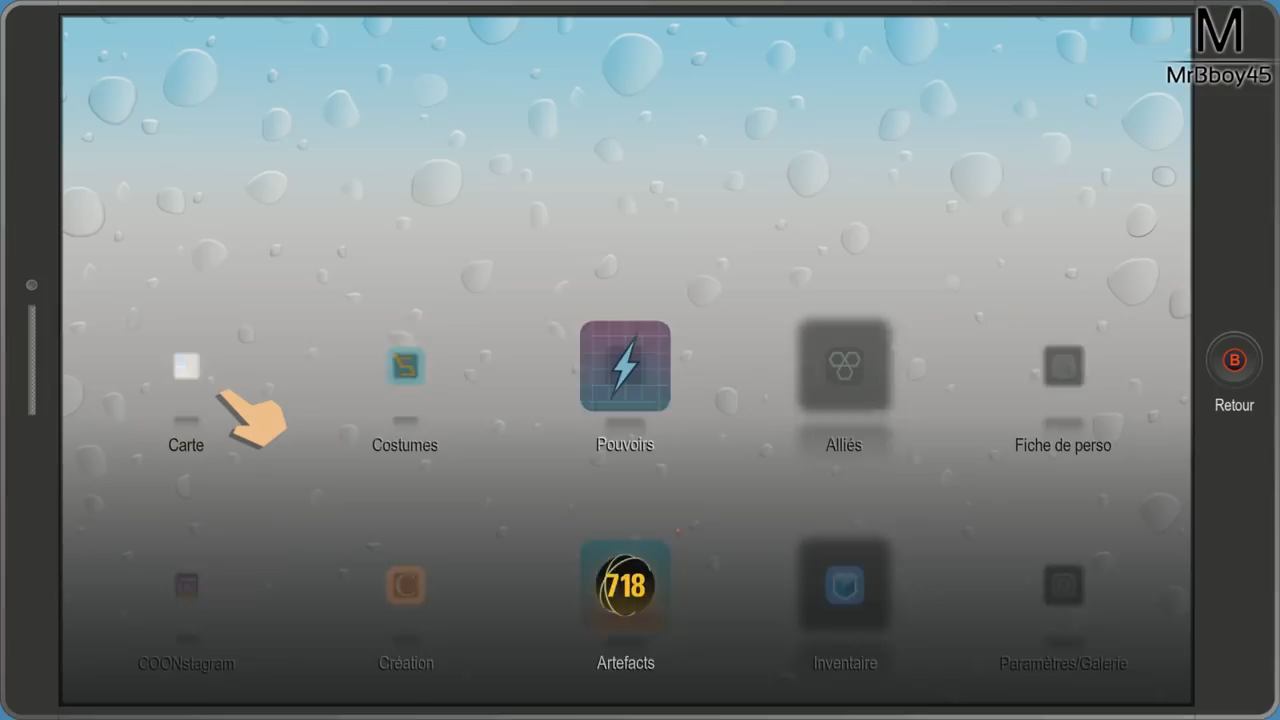 M
MrBboy45
B
Retour
Carte
Costumes
Pouvoirs
Alliés
Fiche de perso
718
COONstagram
Création
Artefacts
Inventaire
Paramètres/Galerie